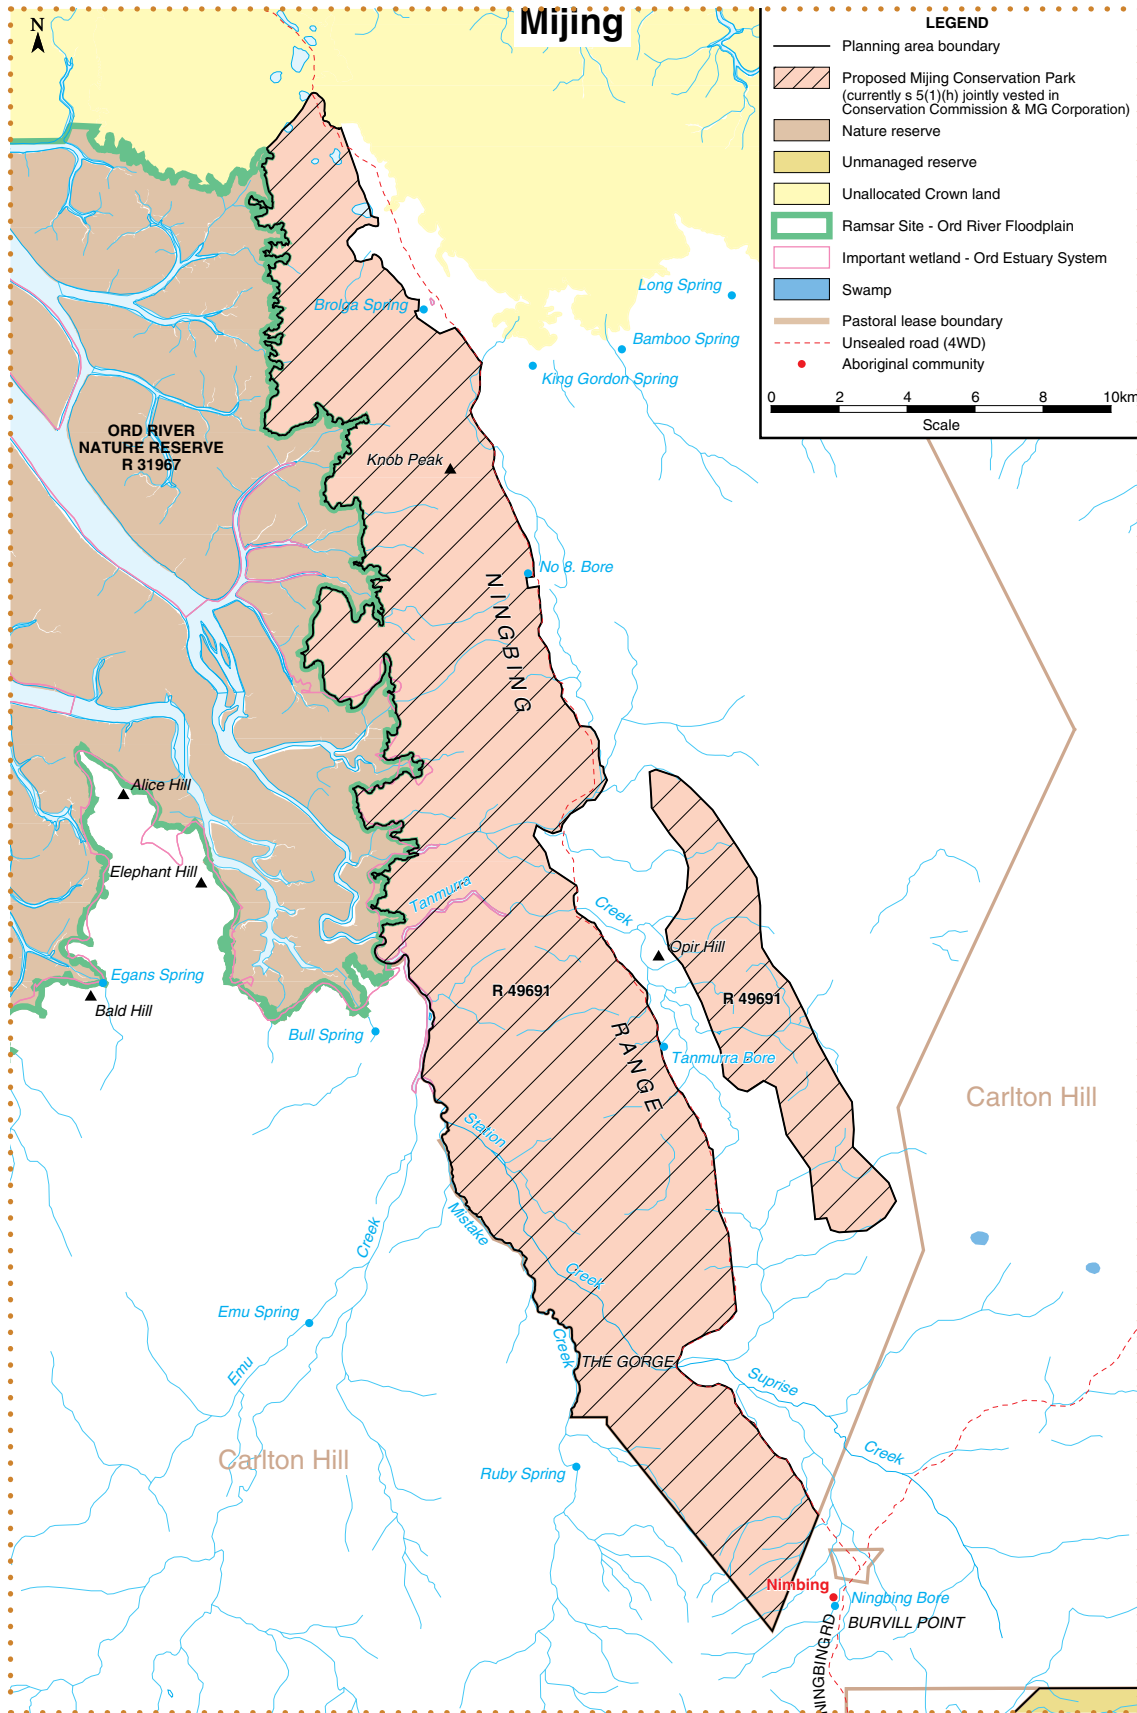 Mijing
N
LEGEND
Planning area boundary
Proposed Mijing Conservation Park
(currently s 5(1)(h) jointly vested in
Conservation Commission & MG Corporation)
Nature reserve
Unmanaged reserve
Unallocated Crown land
Ramsar Site - Ord River Floodplain
Important wetland - Ord Estuary System
Swamp
Pastoral lease boundary
Unsealed road (4WD)
Aboriginal community
0 2 4 6 8 10km
Scale
Long Spring
Brolga Spring
Bamboo Spring
King Gordon Spring
ORD RIVER
NATURE RESERVE
R 31967
Knob Peak
No 8. Bore
NINGBING
Alice Hill
Elephant Hill
Tanmurra
Creek
Opir Hill
Egans Spring
Bald Hill
R 49691
R 49691
Bull Spring
RANGE
Tanmurra Bore
Carlton Hill
Station
Mistake
Creek
Creek
Emu Spring
Creek
THE GORGE
Emu
Suprise
Creek
Carlton Hill
Ruby Spring
Nimbing
Ningbing Bore
BURVILL POINT
NINGBING RD